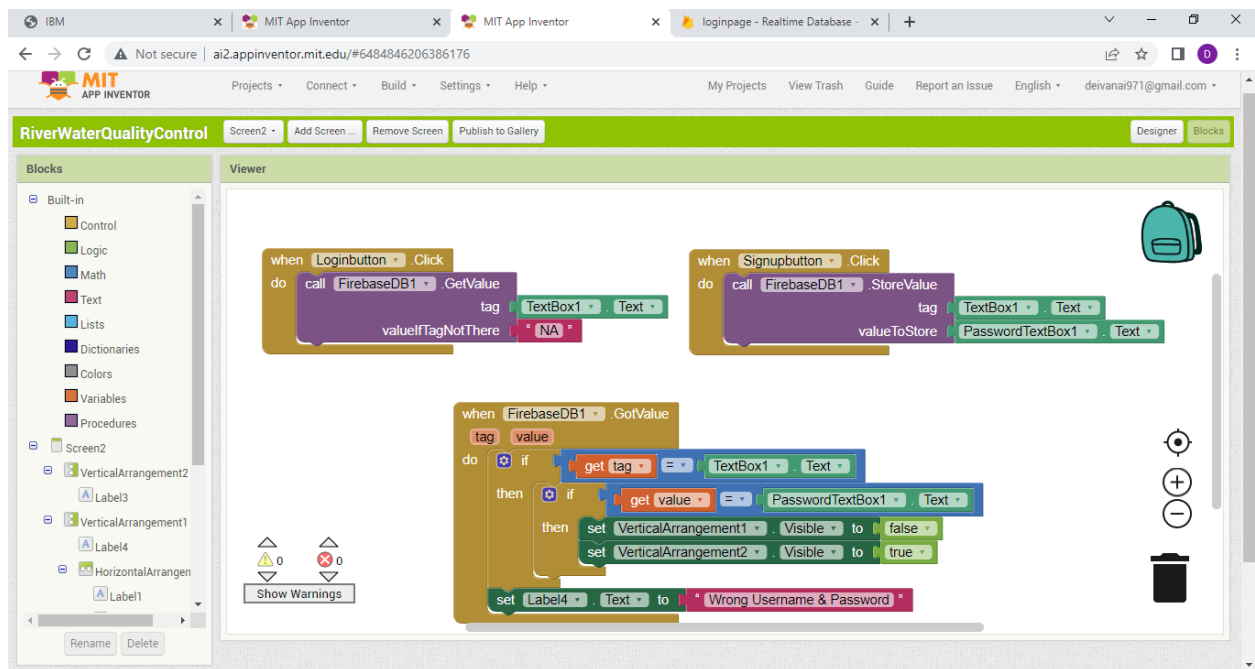 IBM
MIT App Inventor
MIT App Inventor
loginpage - Realtime Database -
Not secure ai2.appinventor.mit.edu/#6484846206386176
D
MIT
APP INVENTOR
Projects Connect Build Settings Help My Projects View Trash Guide Report an Issue English deivanai971@gmail.com
RiverWaterQualityControl Screen2 Add Screen ... Remove Screen Publish to Gallery Designer Blocks
Blocks
Built-in
Control
Logic
Math
Text
Lists
Dictionaries
Colors
Variables
Procedures
Screen2
VerticalArrangement2
A Label3
VerticalArrangement1
A Label4
HorizontalArrangen
A Label1
Rename Delete
Viewer
when Loginbutton .Click
do call FirebaseDB1 .GetValue
tag TextBox1 . Text
valueIfTagNotThere " NA "
when Signupbutton .Click
do call FirebaseDB1 .StoreValue
tag TextBox1 . Text
valueToStore PasswordTextBox1 . Text
when FirebaseDB1 .GotValue
tag value
do if get tag = TextBox1 . Text
then if get value = PasswordTextBox1 . Text
then set VerticalArrangement1 . Visible to false
set VerticalArrangement2 . Visible to true
set Label4 . Text to " Wrong Username & Password "
0 0
Show Warnings